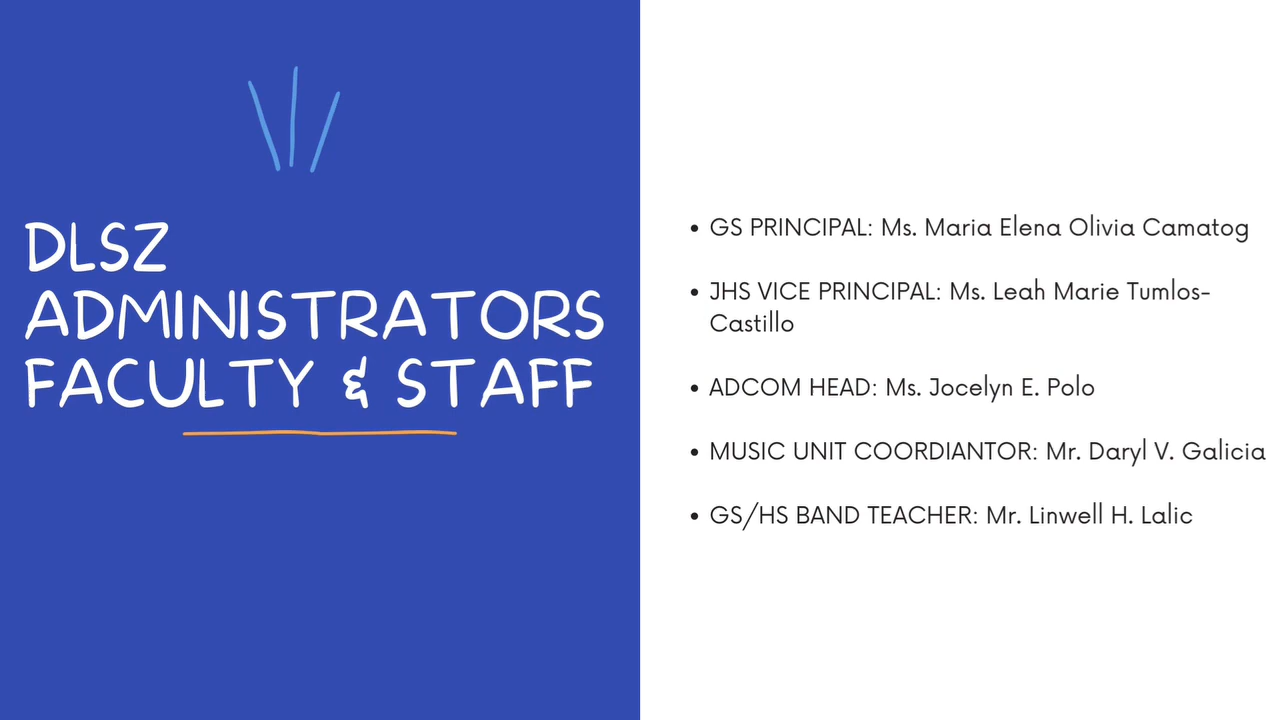 DLSZ
ADMINISTRATORS
FACULTY & STAFF
• GS PRINCIPAL: Ms. Maria Elena Olivia Camatog
• JHS VICE PRINCIPAL: Ms. Leah Marie Tumlos-
Castillo
• ADCOM HEAD: Ms. Jocelyn E. Polo
• MUSIC UNIT COORDIANTOR: Mr. Daryl V. Galicia
• GS/HS BAND TEACHER: Mr. Linwell H. Lalic